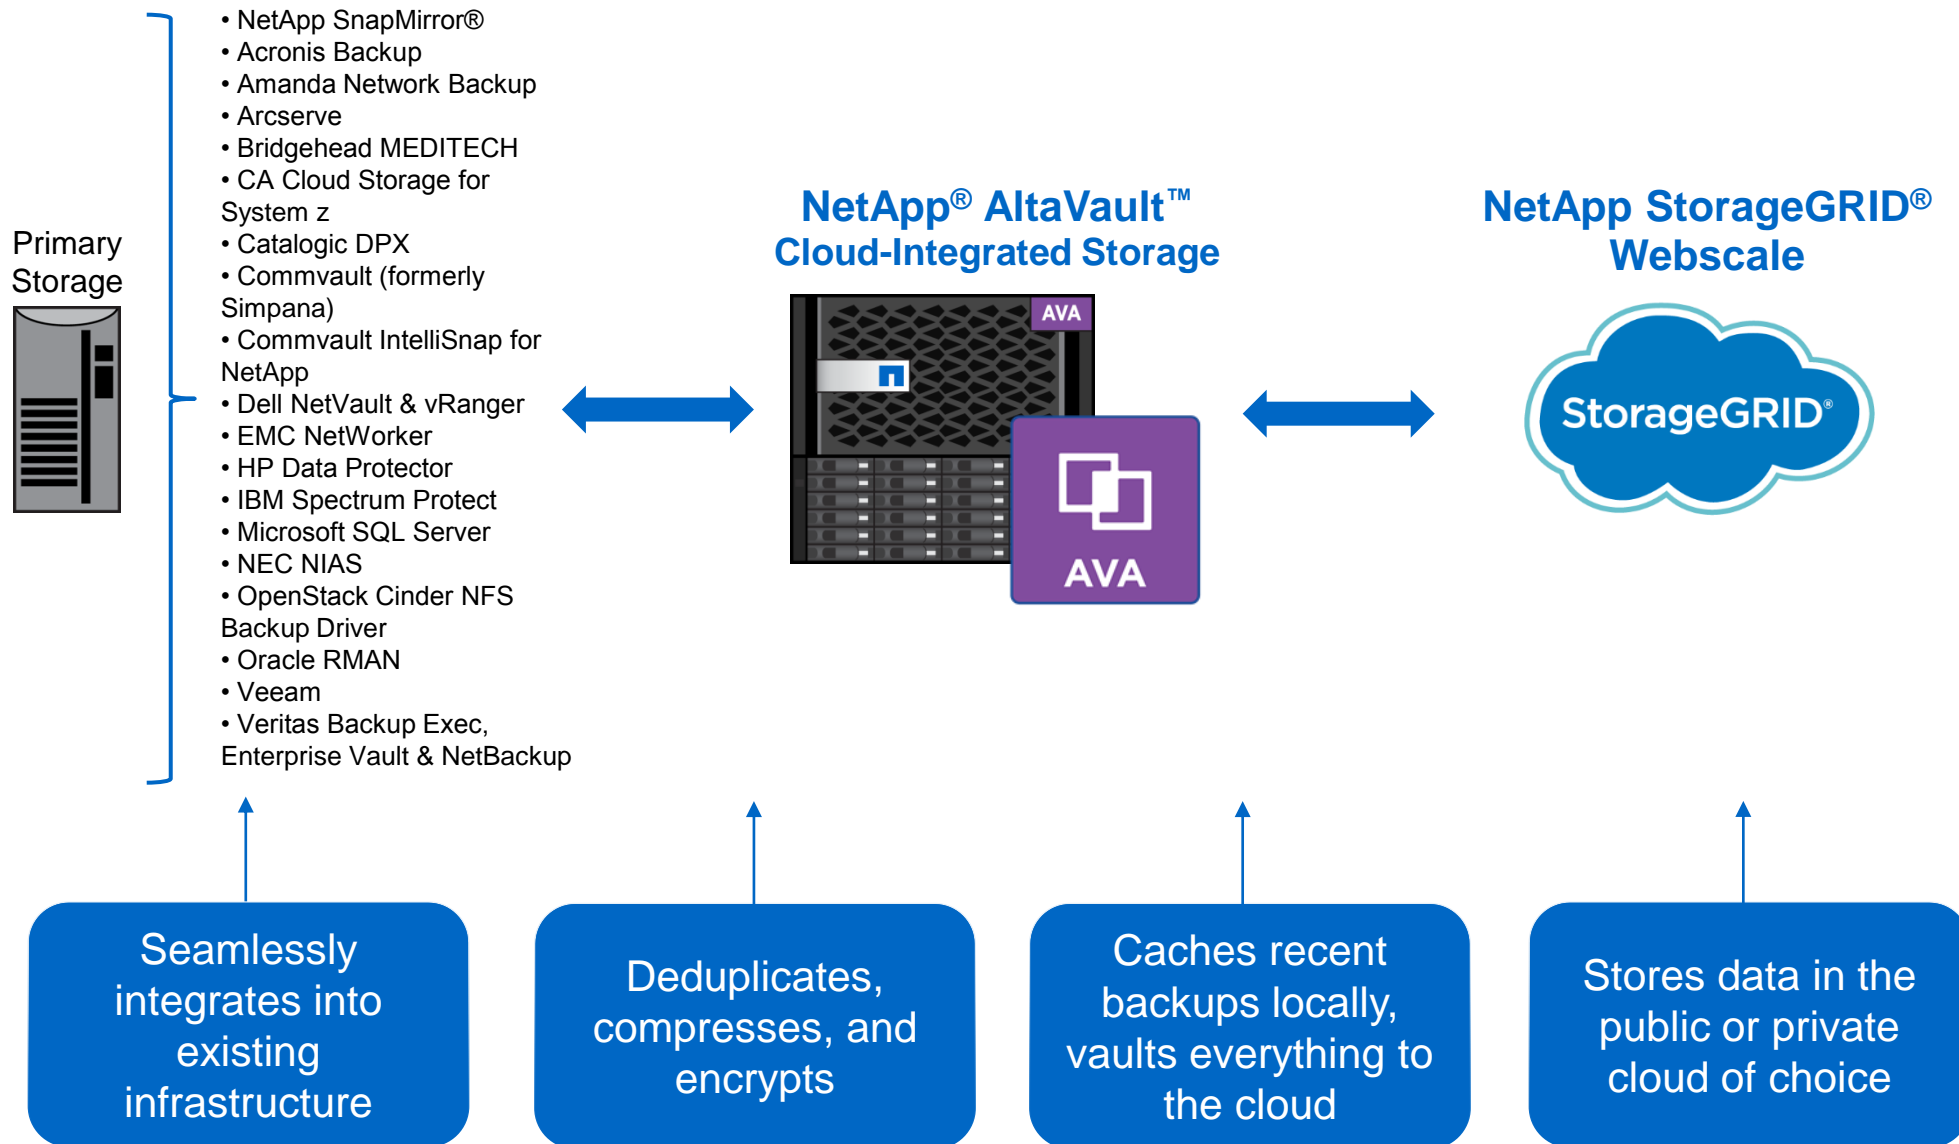 Primary
Storage
• NetApp SnapMirror®
• Acronis Backup
• Amanda Network Backup
• Arcserve
• Bridgehead MEDITECH
• CA Cloud Storage for
System z
• Catalogic DPX
• Commvault (formerly
Simpana)
• Commvault IntelliSnap for
NetApp
• Dell NetVault & vRanger
• EMC NetWorker
• HP Data Protector
• IBM Spectrum Protect
• Microsoft SQL Server
• NEC NIAS
• OpenStack Cinder NFS
Backup Driver
• Oracle RMAN
• Veeam
• Veritas Backup Exec,
Enterprise Vault & NetBackup
NetApp® AltaVault™
Cloud-Integrated Storage
AVA
AVA
NetApp StorageGRID®
Webscale
StorageGRID®
Seamlessly
integrates into
existing
infrastructure
Deduplicates,
compresses, and
encrypts
Caches recent
backups locally,
vaults everything to
the cloud
Stores data in the
public or private
cloud of choice